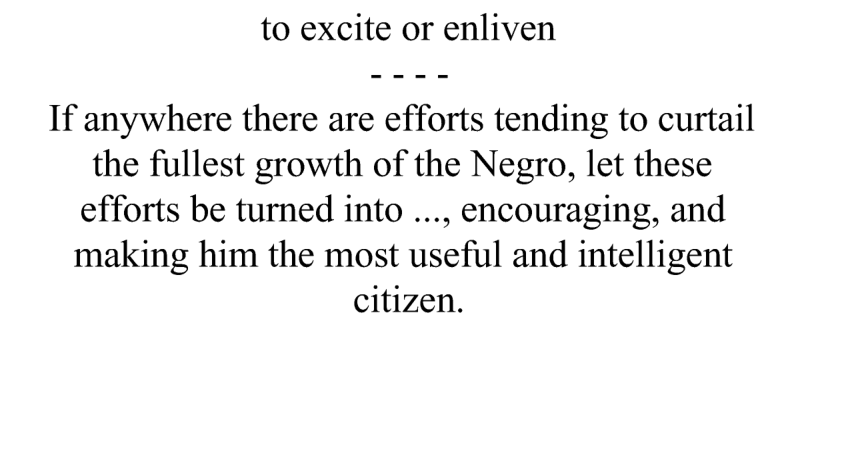 to excite or enliven
- - - -
If anywhere there are efforts tending to curtail
the fullest growth of the Negro, let these
efforts be turned into ..., encouraging, and
making him the most useful and intelligent
citizen.